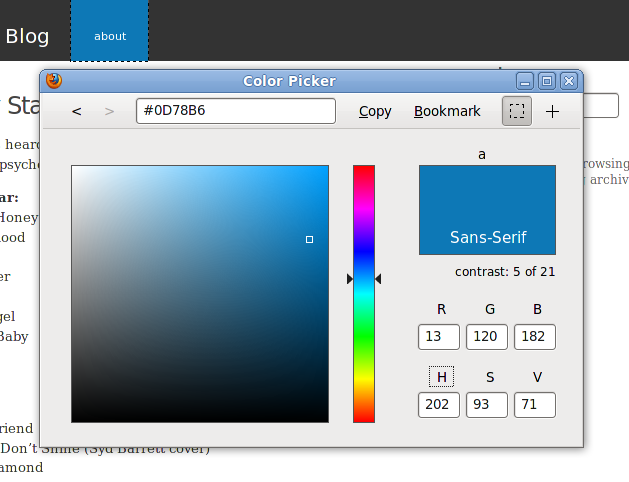 Blog
about
Color Picker
Sta
< > #0D78B6 Copy Bookmark
a
heard
psyche
ar:
Honey
ood
er
gel
Baby
riend
Don't Shine (Syd Barrett cover)
amond
rowsing
archiv
Sans-Serif
contrast: 5 of 21
R G B
13 120 182
H S V
202 93 71